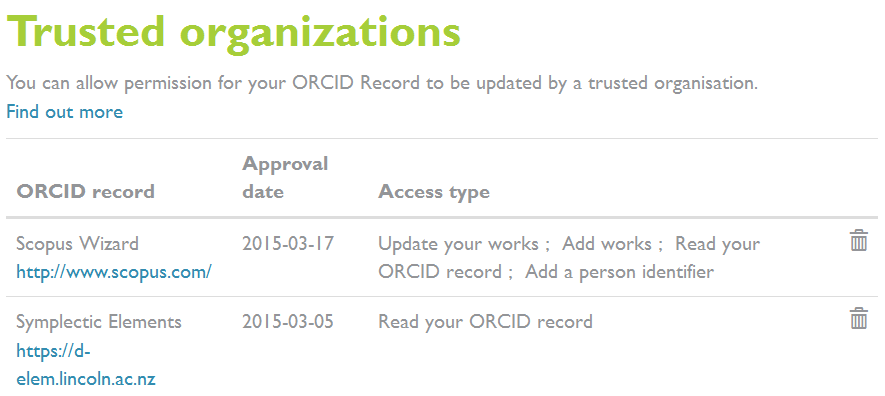 Trusted organizations
You can allow permission for your ORCID Record to be updated by a trusted organisation.
Find out more
ORCID record
Approval
date
Access type
Scopus Wizard
http://www.scopus.com/
2015-03-17
Update your works ; Add works ; Read your
ORCID record ; Add a person identifier
Symplectic Elements
https://d-
elem.lincoln.ac.nz
2015-03-05
Read your ORCID record